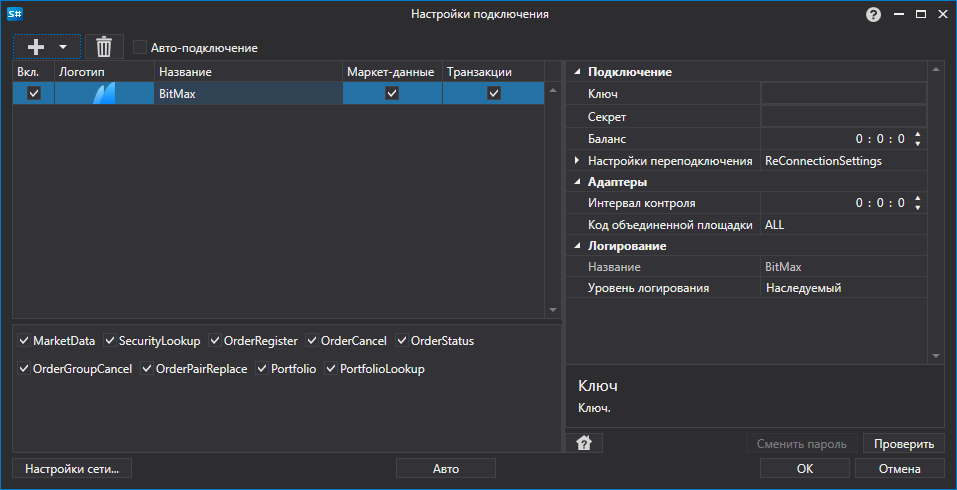 S#
Настройки подключения
?
Авто-подключение
Вкл. Логотип Название Маркет-данные Транзакции
BitMax
MarketData SecurityLookup OrderRegister OrderCancel OrderStatus
OrderGroupCancel OrderPairReplace Portfolio PortfolioLookup
Подключение
Ключ
Секрет
Баланс 0 : 0 : 0
Настройки переподключения ReConnectionSettings
Адаптеры
Интервал контроля 0 : 0 : 0
Код объединенной площадки ALL
Логирование
Название BitMax
Уровень логирования Наследуемый
Ключ
Ключ.
?
Сменить пароль Проверить
Настройки сети... Авто OK Отмена